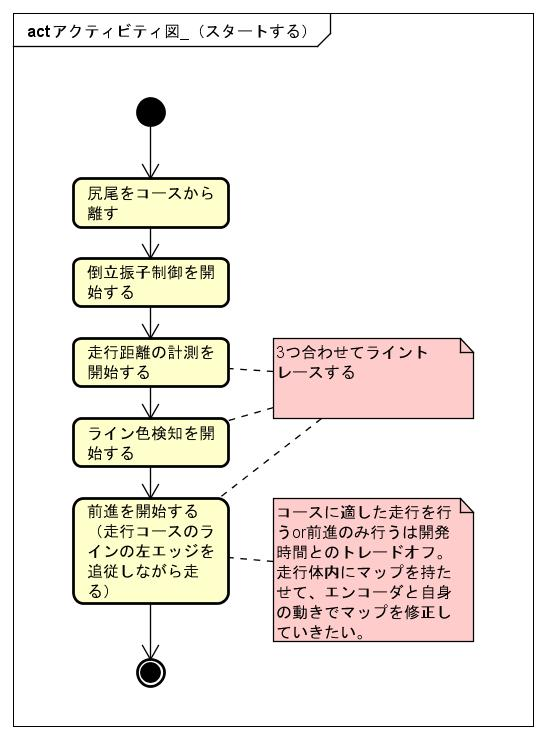 act アクティビティ図_（スタートする）
尻尾をコースから
離す
倒立振子制御を開
始する
走行距離の計測を
開始する
3つ合わせてライント
レースする
ライン色検知を開
始する
前進を開始する
（走行コースのラ
インの左エッジを
追従しながら走
る）
コースに適した走行を行
うor前進のみ行うは開発
時間とのトレードオフ。
走行体内にマップを持た
せて、エンコーダと自身
の動きでマップを修正し
ていきたい。